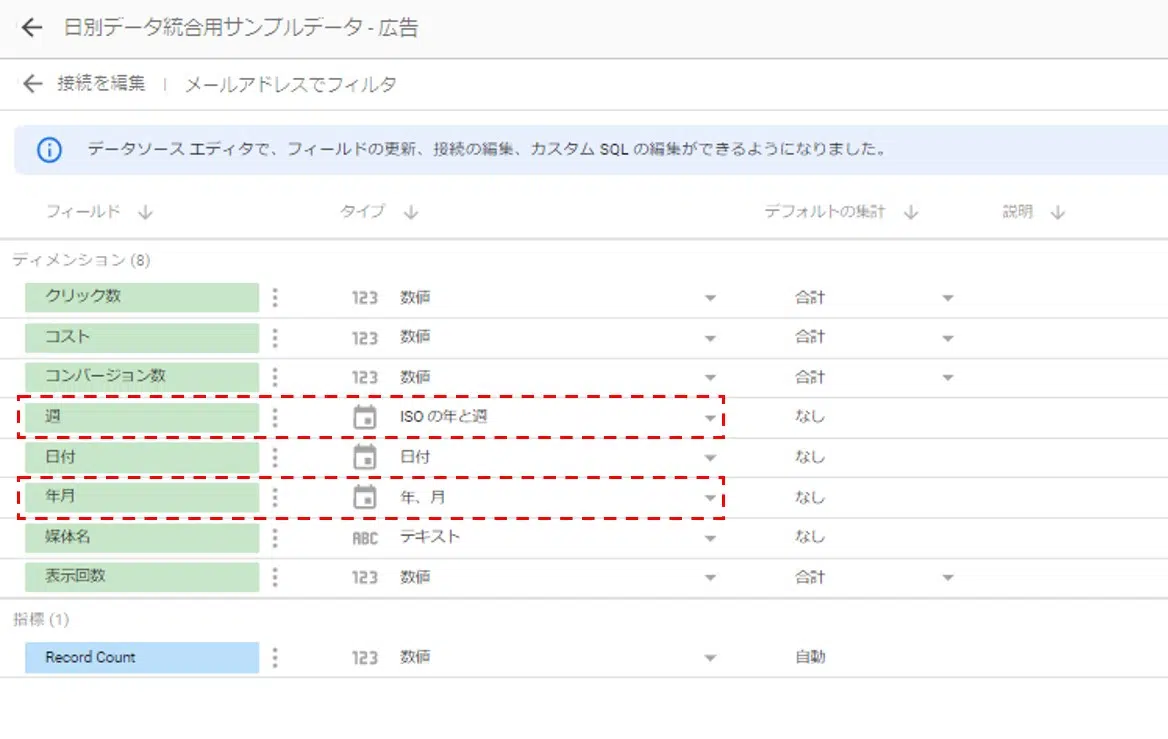 日別データ統合用サンプルデータ - 広告
接続を編集 | メールアドレスでフィルタ
データソース エディタで、フィールドの更新、接続の編集、カスタム SQL の編集ができるようになりました。
フィールド タイプ デフォルトの集計 説明
ディメンション (8)
クリック数 123 数値 合計
コスト 123 数値 合計
コンバージョン数 123 数値 合計
週 ISO の年と週 なし
日付 日付 なし
年月 年、月 なし
媒体名 ABC テキスト なし
表示回数 123 数値 合計
指標 (1)
Record Count 123 数値 自動